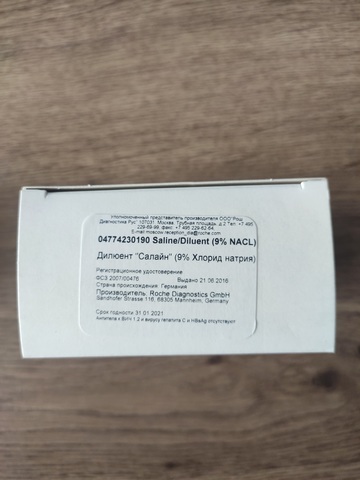 Уполномоченный представитель производителя ООО "Рош
Диагностика Рус" 107031, Москва, Трубная площадь, д.2 Тел. +7 495
229-69-99, факс. +7 495 229-62-64
E.mail:moscow.reception_dia@roche.com
04774230190 Saline/Diluent (9% NACL)
Дилюент "Салайн" (9% Хлорид натрия)
Регистрационное удостоверение
ФСЗ 2007/00476 Выдано 21.06.2016
Страна происхождения Германия
Производитель: Roche Diagnostics GmbH
Sandhofer Strasse 116, 68305 Mannheim, Germany
Срок годности 31.01.2021
Антитела к ВИЧ 1,2 и вирусу гепатита С и HBsAg отсутствуют